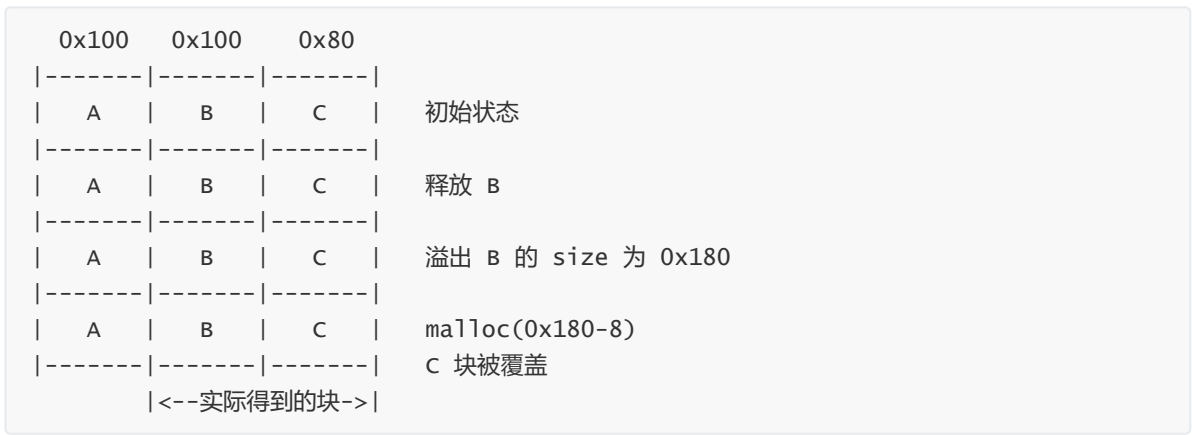 0x100   0x100    0x80
|-------|-------|-------|
|   A   |   B   |   C   |   初始状态
|-------|-------|-------|
|   A   |   B   |   C   |   释放 B
|-------|-------|-------|
|   A   |   B   |   C   |   溢出 B 的 size 为 0x180
|-------|-------|-------|
|   A   |   B   |   C   |   malloc(0x180-8)
|-------|-------|-------|   C 块被覆盖
        |<--实际得到的块->|